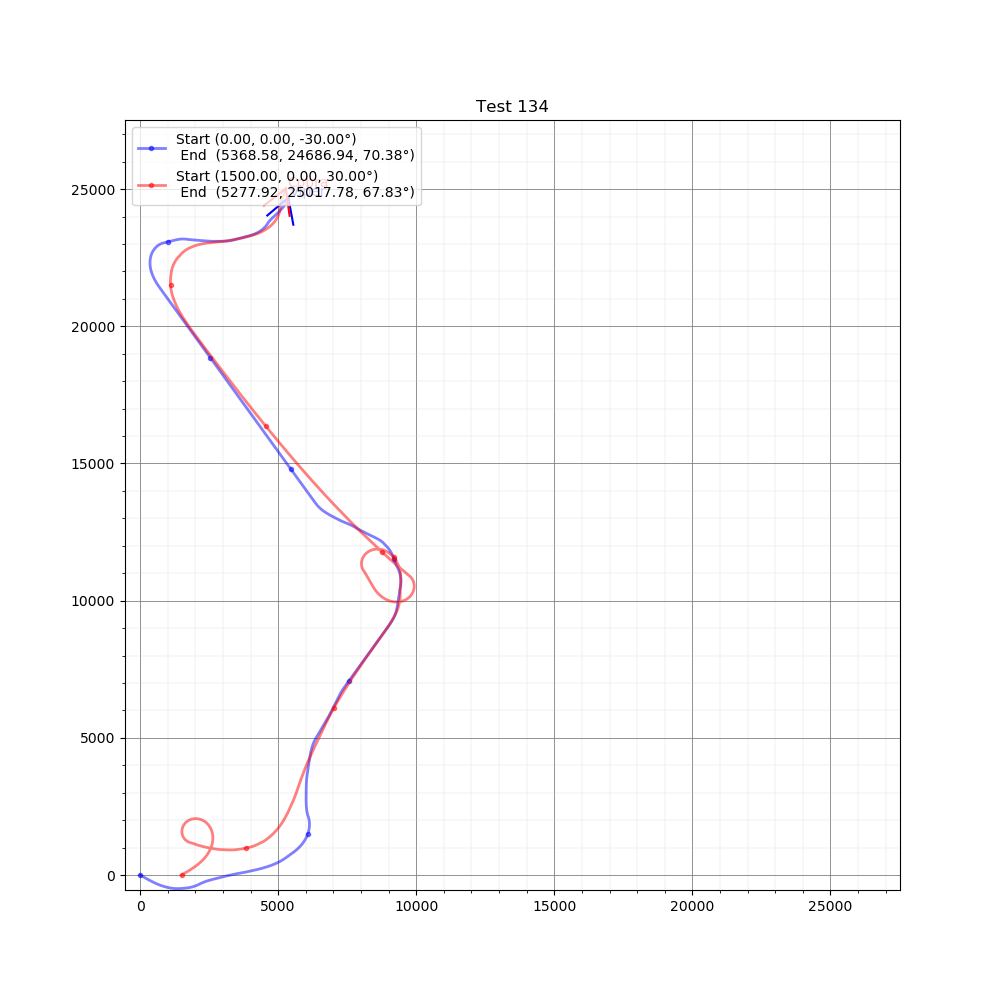 Test 134
Start (0.00, 0.00, -30.00°)
End (5368.58, 24686.94, 70.38°)
Start (1500.00, 0.00, 30.00°)
End (5277.92, 25017.78, 67.83°)
25000
20000
15000
10000
5000
0
0
5000
10000
15000
20000
25000